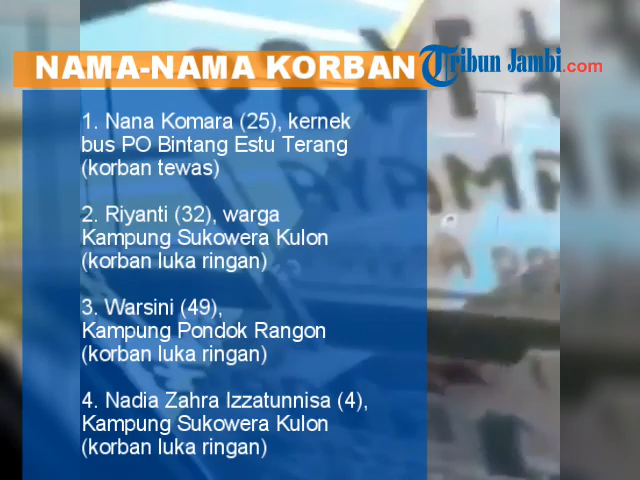 NAMA-NAMA KORBAN
Tribun Jambi.com
1. Nana Komara (25), kernek
bus PO Bintang Estu Terang
(korban tewas)
2. Riyanti (32), warga
Kampung Sukowera Kulon
(korban luka ringan)
3. Warsini (49),
Kampung Pondok Rangon
(korban luka ringan)
4. Nadia Zahra Izzatunnisa (4),
Kampung Sukowera Kulon
(korban luka ringan)